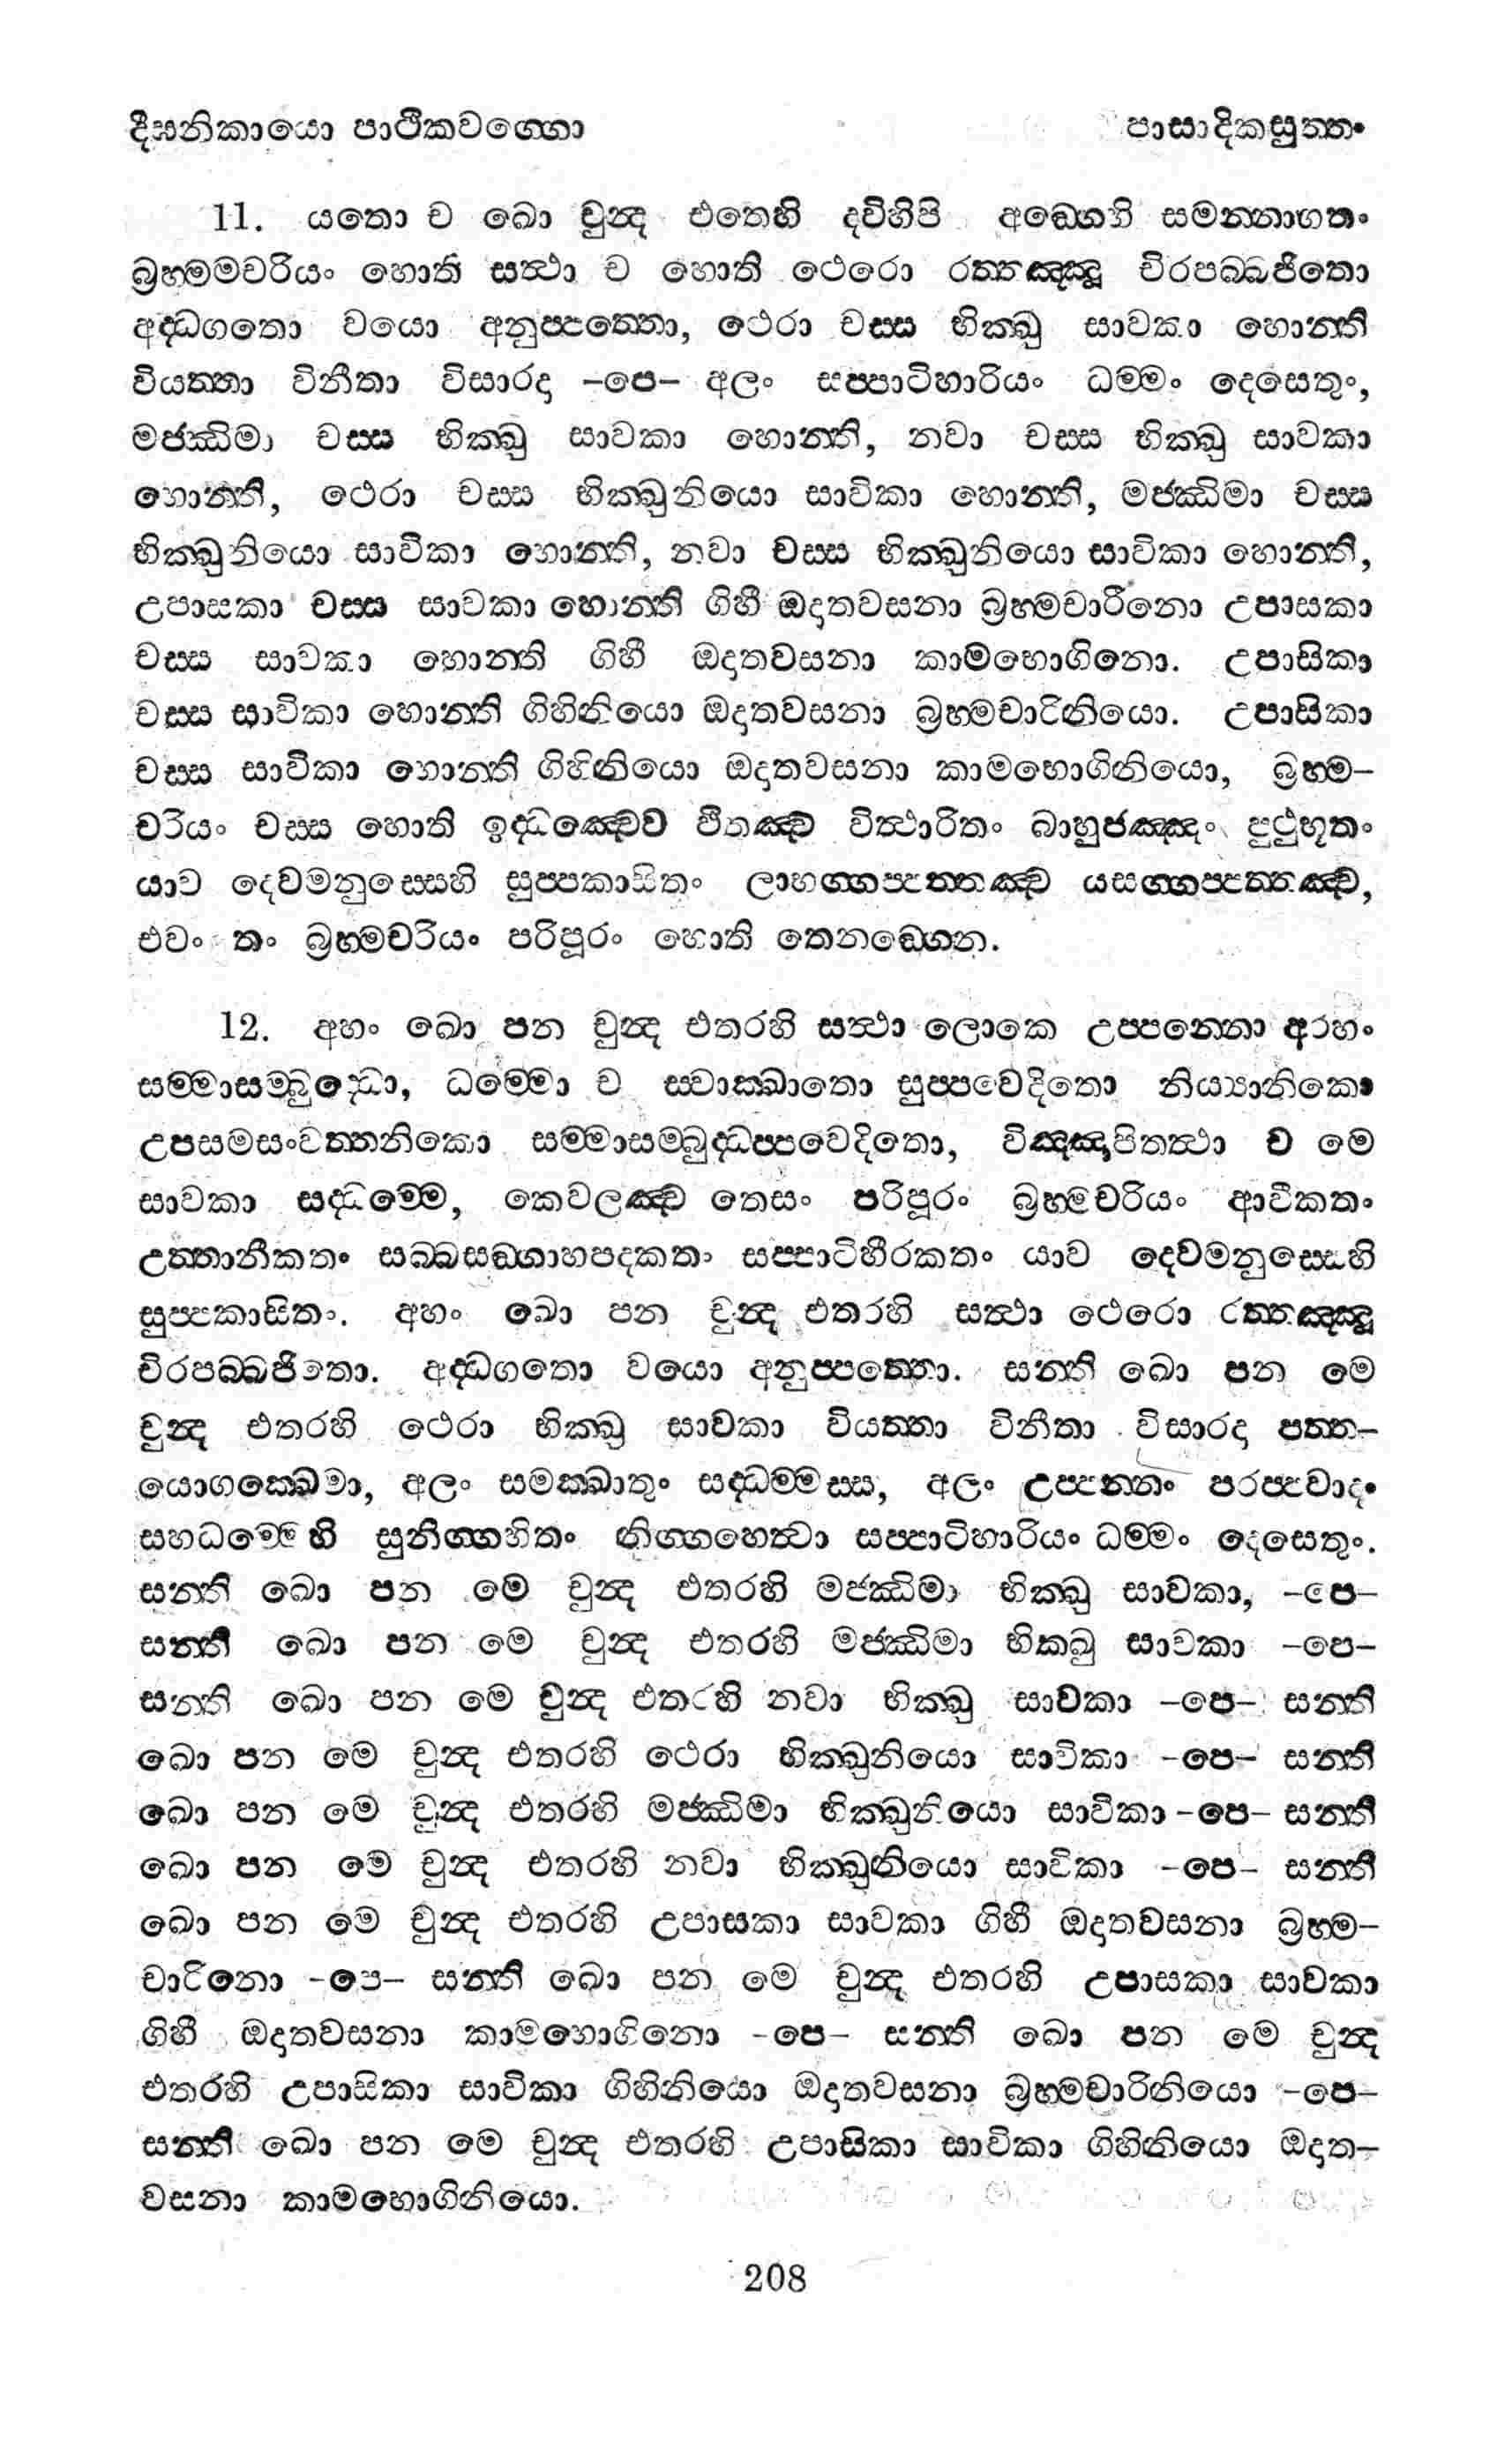 දීඝනිකායො පාථිකවග්ගො
පාසාදිකසුත්තං
11. යතො ච ඛො චුන්ද එතෙහි දවිහිපි අඞ්ගෙහි සමන්නාගතං
බ්‍රහ්මමචරියං හොති සත්ථා ච හොති ථෙරො රත්තඤ්ඤූ චිරපබ්බජිතො
අද්ධගතො වයො අනුප්පත්තො, ථෙරා චස්ස භික්ඛූ සාවකා හොන්ති
වියත්තා විනීතා විසාරදා –පෙ– අලං සප්පාටිහාරියං ධම්මං දෙසෙතුං,
මජ්ඣිමා චස්ස භික්ඛූ සාවකා හොන්ති, නවා චස්ස භික්ඛූ සාවකා
හොන්ති, ථෙරා චස්ස භික්ඛුනියො සාවිකා හොන්ති, මජ්ඣිමා චස්ස
භික්ඛුනියො සාවිකා හොන්ති, නවා චස්ස භික්ඛුනියො සාවිකා හොන්ති,
උපාසකා චස්ස සාවකා හොන්ති ගිහී ඔදාතවසනා බ්‍රහ්මචාරිනො උපාසකා
චස්ස සාවකා හොන්ති ගිහී ඔදාතවසනා කාමභොගිනො. උපාසිකා
චස්ස සාවිකා හොන්ති ගිහිනියො ඔදාතවසනා බ්‍රහ්මචාරිනියො. උපාසිකා
චස්ස සාවිකා හොන්ති ගිහිනියො ඔදාතවසනා කාමභොගිනියො, බ්‍රහ්ම–
චරියං චස්ස හොති ඉද්ධඤ්චෙව ඵීතඤ්ච විත්ථාරිතං බාහුජඤ්ඤං පුථුභූතං
යාව දෙවමනුස්සෙහි සුප්පකාසිතං ලාභග්ගප්පත්තඤ්ච යසග්ගප්පත්තඤ්ච,
එවං තං බ්‍රහ්මචරියං පරිපූරං හොති තෙනඞ්ගෙන.
12. අහං ඛො පන චුන්ද එතරහි සත්ථා ලොකෙ උප්පන්නො අරහං
සම්මාසම්බුද්ධො, ධම්මො ච ස්වාක්ඛාතො සුප්පවෙදිතො නිය්‍යානිකො
උපසමසංවත්තනිකො සම්මාසම්බුද්ධප්පවෙදිතො, විඤ්ඤාපිතත්ථා ච මෙ
සාවකා සද්ධම්මෙ, කෙවලඤ්ච තෙසං පරිපූරං බ්‍රහ්මචරියං ආවිකතං
උත්තානීකතං සබ්බසඞ්ගාහපදකතං සප්පාටිහීරකතං යාව දෙවමනුස්සෙහි
සුප්පකාසිතං. අහං ඛො පන චුන්ද එතරහි සත්ථා ථෙරො රත්තඤ්ඤූ
චිරපබ්බජිතො. අද්ධගතො වයො අනුප්පත්තො. සන්ති ඛො පන මෙ
චුන්ද එතරහි ථෙරා භික්ඛූ සාවකා වියත්තා විනීතා විසාරදා පත්ත–
යොගක්ඛෙමා, අලං සමක්ඛාතුං සද්ධම්මස්ස, අලං උප්පන්නං පරප්පවාදං
සහධම්මෙහි සුනිග්ගහිතං නිග්ගහෙත්වා සප්පාටිහාරියං ධම්මං දෙසෙතුං.
සන්ති ඛො පන මෙ චුන්ද එතරහි මජ්ඣිමා භික්ඛූ සාවකා, –පෙ–
සන්ති ඛො පන මෙ චුන්ද එතරහි මජ්ඣිමා භික්ඛු සාවකා –පෙ–
සන්ති ඛො පන මෙ චුන්ද එතරහි නවා භික්ඛූ සාවකා –පෙ– සන්ති
ඛො පන මෙ චුන්ද එතරහි ථෙරා භික්ඛුනියො සාවිකා –පෙ– සන්ති
ඛො පන මෙ චුන්ද එතරහි මජ්ඣිමා භික්ඛුනියො සාවිකා –පෙ– සන්ති
ඛො පන මෙ චුන්ද එතරහි නවා භික්ඛුනියො සාවිකා –පෙ– සන්ති
ඛො පන මෙ චුන්ද එතරහි උපාසකා සාවකා ගිහී ඔදාතවසනා බ්‍රහ්ම–
චාරිනො –පෙ– සන්ති ඛො පන මෙ චුන්ද එතරහි උපාසකා සාවකා
ගිහී ඔදාතවසනා කාමභොගිනො –පෙ– සන්ති ඛො පන මෙ චුන්ද
එතරහි උපාසිකා සාවිකා ගිහිනියො ඔදාතවසනා බ්‍රහ්මචාරිනියො –පෙ–
සන්ති ඛො පන මෙ චුන්ද එතරහි උපාසිකා සාවිකා ගිහිනියො ඔදාත–
වසනා කාමභොගිනියො.
208